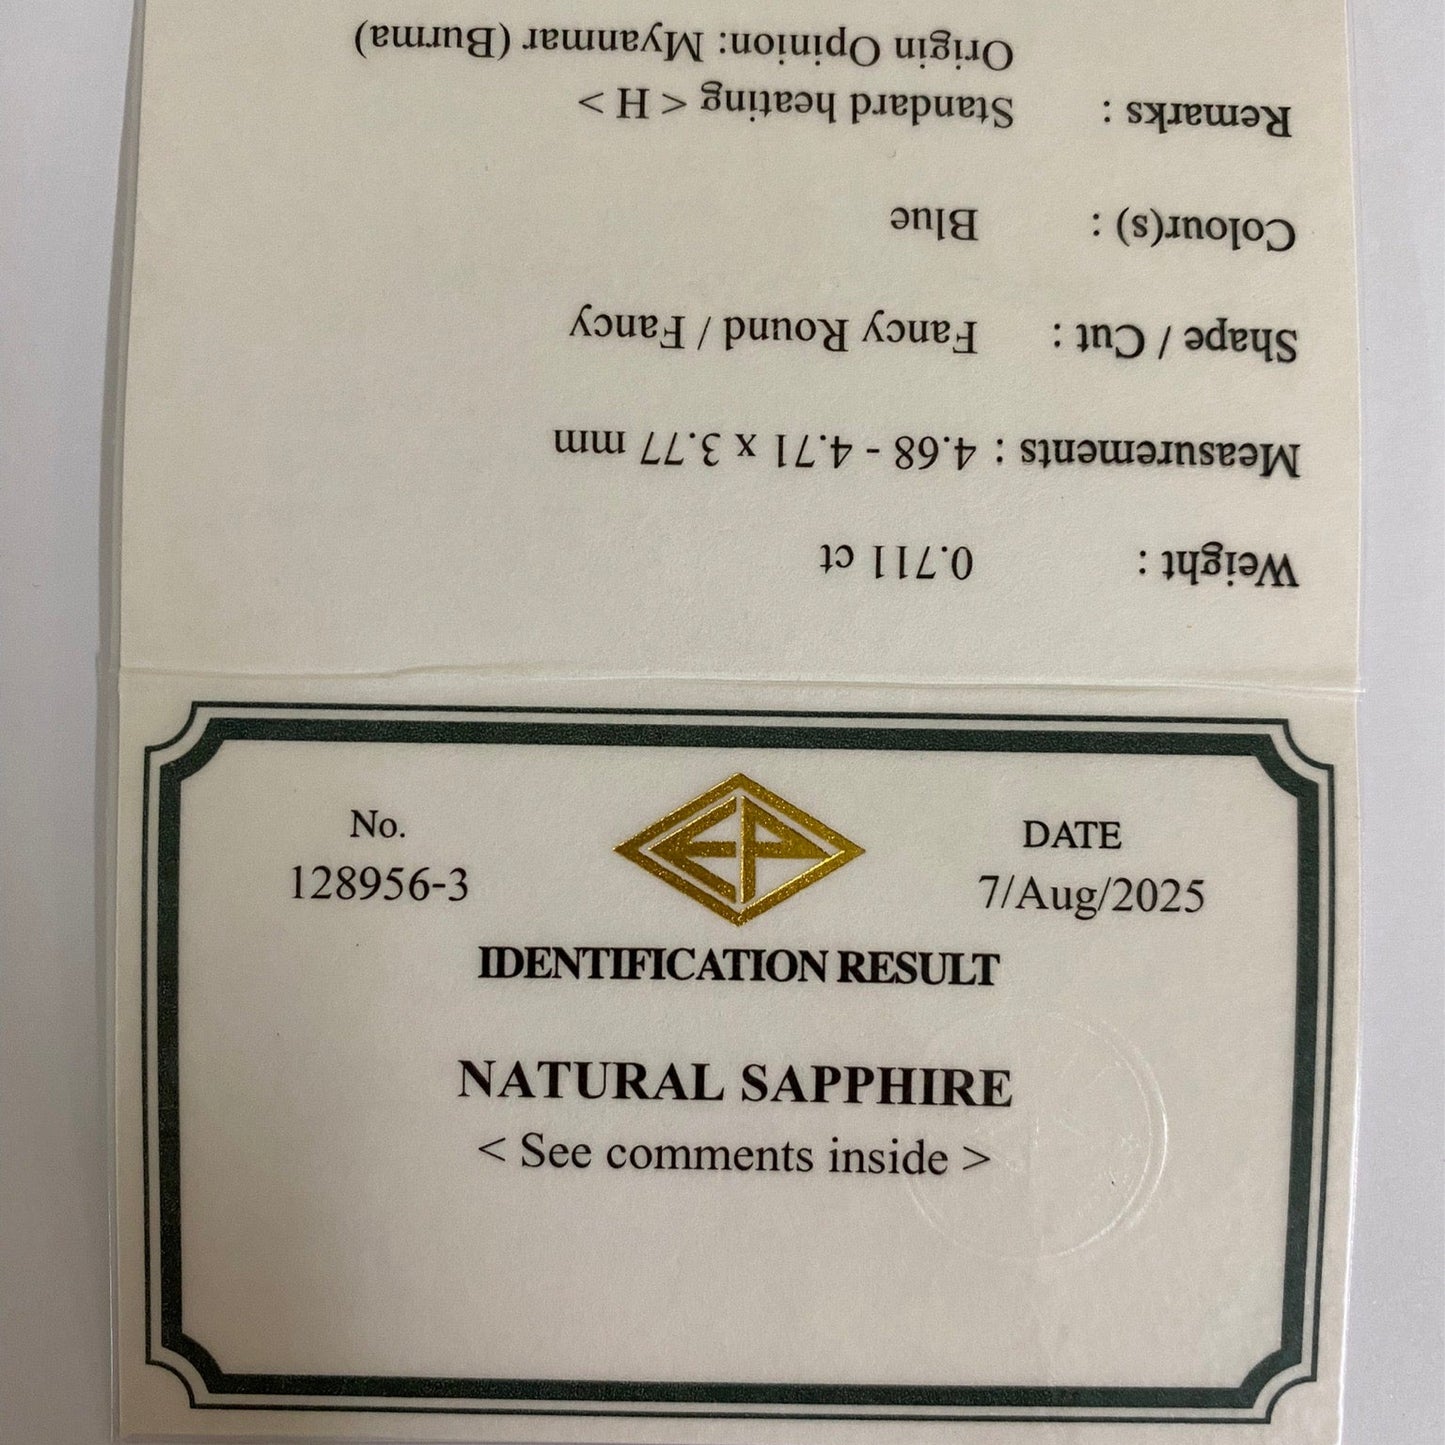 No.
128956-3
EP
DATE
7/Aug/2025
IDENTIFICATION RESULT
NATURAL SAPPHIRE
< See comments inside >
Weight : 0.711 ct
Measurements : 4.68 - 4.71 x 3.77 mm
Shape / Cut : Fancy Round / Fancy
Colour(s) : Blue
Remarks : Standard heating < H >
Origin Opinion: Myanmar (Burma)